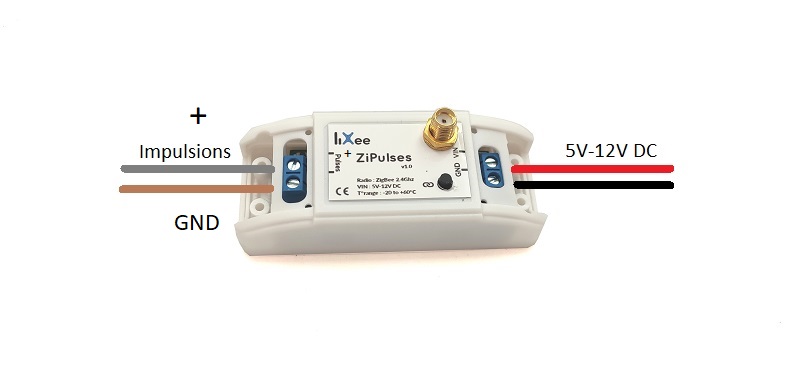 +
Impulsions
GND
5V-12V DC
liXee
ZiPulses
v1.0
+
Pulses
GND VIN
Radio : ZigBee 2.4Ghz
VIN : 5V-12V DC
T°range : -20 to +60°C
CE